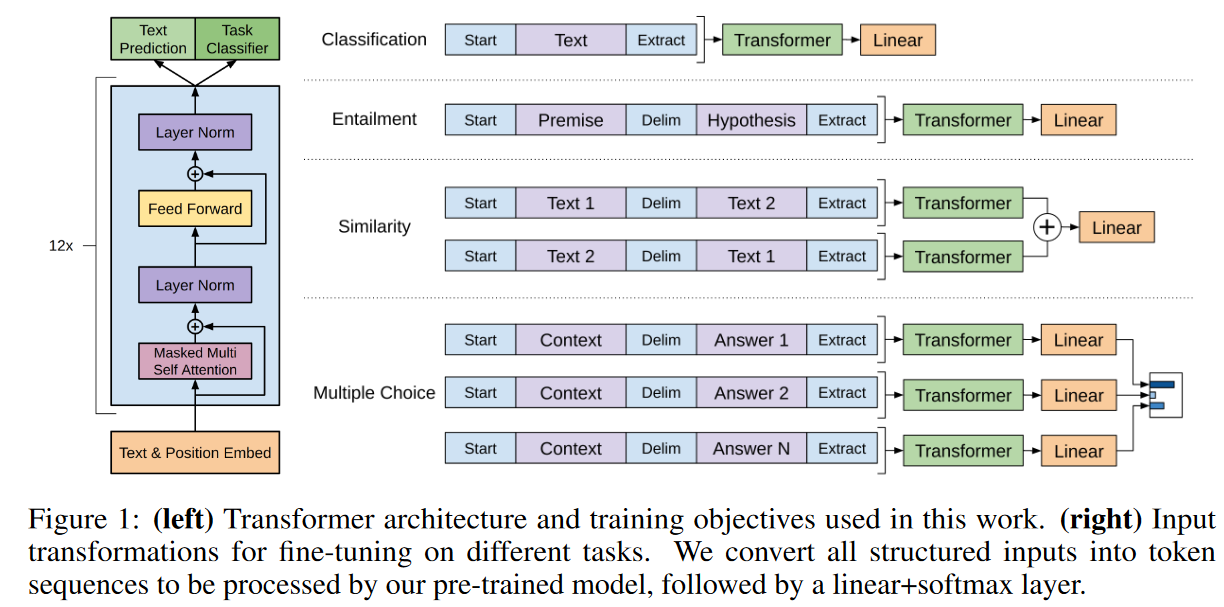 Text
Prediction
Task
Classifier
Layer Norm
Feed Forward
12x
Layer Norm
Masked Multi
Self Attention
Text & Position Embed
Classification
Start Text Extract Transformer Linear
Entailment
Start Premise Delim Hypothesis Extract Transformer Linear
Similarity
Start Text 1 Delim Text 2 Extract Transformer
Linear
Start Text 2 Delim Text 1 Extract Transformer
Multiple Choice
Start Context Delim Answer 1 Extract Transformer Linear
Start Context Delim Answer 2 Extract Transformer Linear
Start Context Delim Answer N Extract Transformer Linear
Figure 1: (left) Transformer architecture and training objectives used in this work. (right) Input
transformations for fine-tuning on different tasks. We convert all structured inputs into token
sequences to be processed by our pre-trained model, followed by a linear+softmax layer.